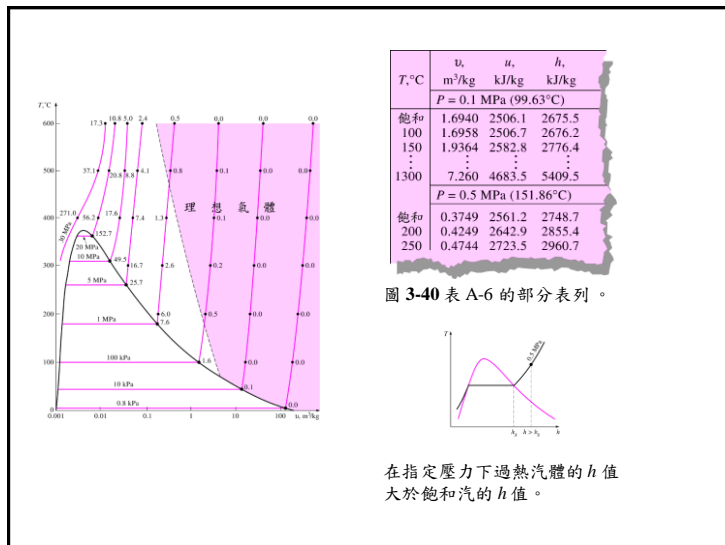 T, °C
600
500
400
300
200
100
0
0.001
0.01
0.1
1
10
100
υ, m³/kg
17.3
10.8
5.0
2.4
0.5
0.0
0.0
0.0
37.1
20.8
8.8
4.1
0.8
0.1
0.0
0.0
理想氣體
271.0
56.2
17.6
7.4
1.3
0.1
0.0
0.0
30 MPa
152.7
20 MPa
10 MPa
49.5
16.7
2.6
0.2
0.0
0.0
5 MPa
25.7
6.0
0.5
0.0
0.0
1 MPa
7.6
100 kPa
1.6
0.0
0.0
10 kPa
0.1
0.8 kPa
0.0
υ, u, h,
T,°C m³/kg kJ/kg kJ/kg
P = 0.1 MPa (99.63°C)
飽和 1.6940 2506.1 2675.5
100 1.6958 2506.7 2676.2
150 1.9364 2582.8 2776.4
⋮ ⋮ ⋮ ⋮
1300 7.260 4683.5 5409.5
P = 0.5 MPa (151.86°C)
飽和 0.3749 2561.2 2748.7
200 0.4249 2642.9 2855.4
250 0.4744 2723.5 2960.7
圖 3-40 表 A-6 的部分表列。
T
0.5 MPa
h
h > h
h
在指定壓力下過熱汽體的 h 值
大於飽和汽的 h 值。